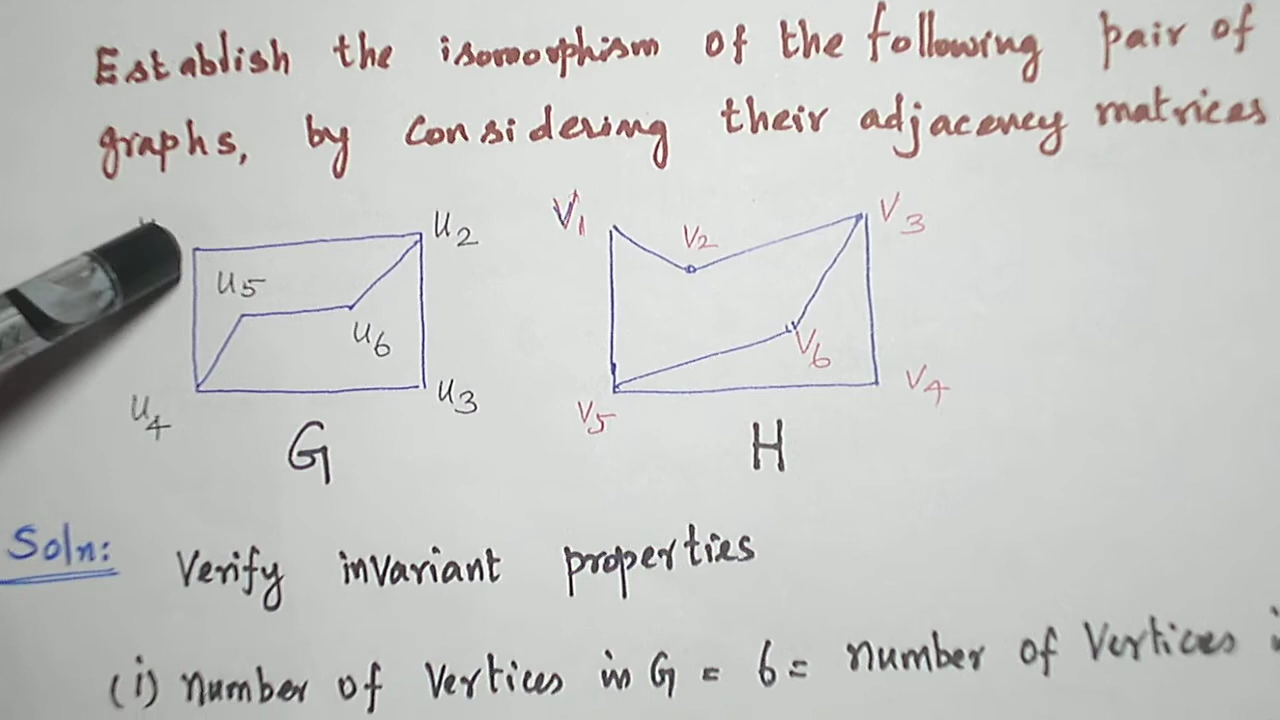 Establish the isomorphism of the following pair of
graphs, by considering their adjacency matrices
u2 V1 V2 V3
u5
u6 V6
u4 u3 V5 V4
G H
Soln: Verify invariant properties
(i) number of Vertices in G = 6 = number of Vertices